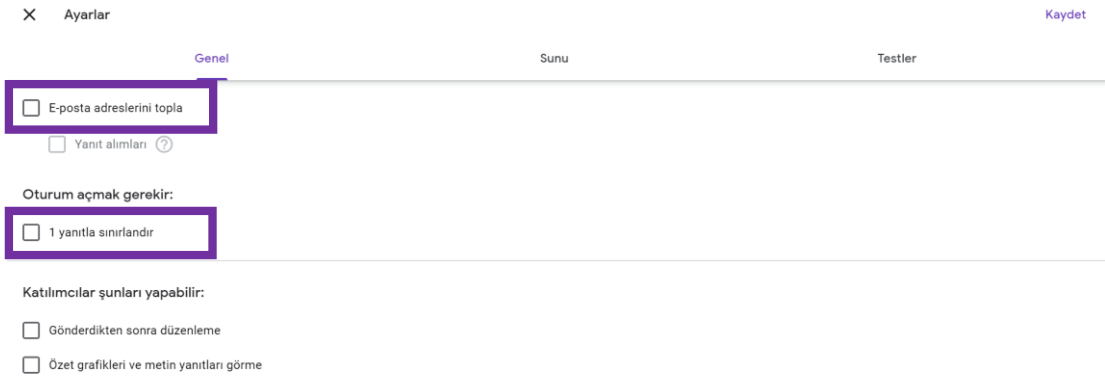 Ayarlar
Kaydet
Genel
Sunu
Testler
E-posta adreslerini topla
Yanıt alımları ?
Oturum açmak gerekir:
1 yanıtla sınırlandır
Katılımcılar şunları yapabilir:
Gönderdikten sonra düzenleme
Özet grafikleri ve metin yanıtları görme